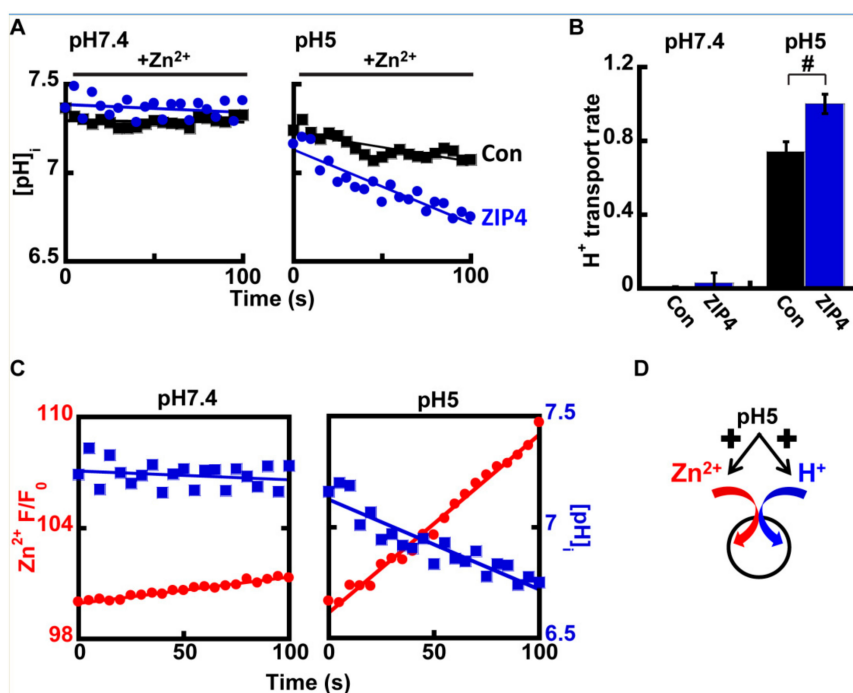 A
pH7.4
pH5
+Zn²⁺
+Zn²⁺
[pH]ᵢ
7.5
7
6.5
0
100
0
100
Time (s)
Con
ZIP4
B
pH7.4
pH5
#
H⁺ transport rate
1.2
0.8
0.4
0
Con
ZIP4
Con
ZIP4
C
pH7.4
pH5
Zn²⁺ F/F₀
110
104
98
0
50
100
0
50
100
Time (s)
7.5
7
6.5
[pH]ᵢ
D
pH5
+ +
Zn²⁺ H⁺